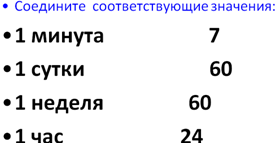 • Соедините соответствующие значения:
• 1 минута 7
• 1 сутки 60
• 1 неделя 60
• 1 час 24